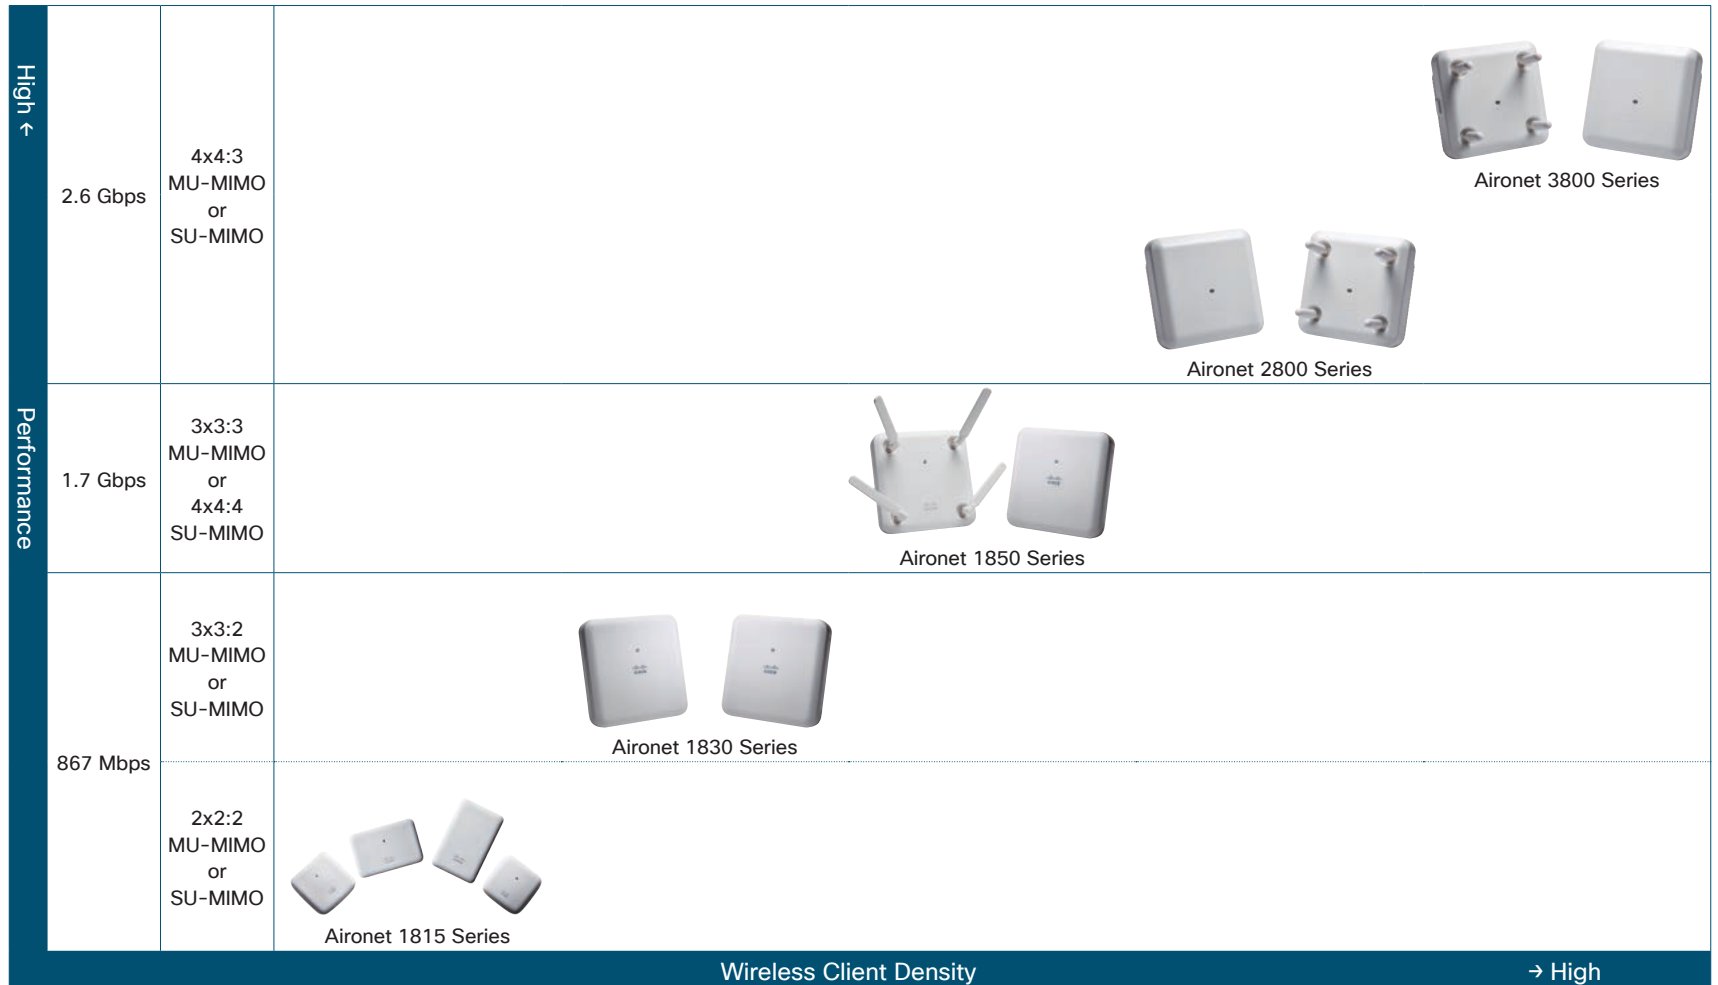 High ←
Performance
2.6 Gbps
4x4:3
MU-MIMO
or
SU-MIMO
Aironet 3800 Series
Aironet 2800 Series
1.7 Gbps
3x3:3
MU-MIMO
or
4x4:4
SU-MIMO
Aironet 1850 Series
867 Mbps
3x3:2
MU-MIMO
or
SU-MIMO
Aironet 1830 Series
2x2:2
MU-MIMO
or
SU-MIMO
Aironet 1815 Series
Wireless Client Density
→ High